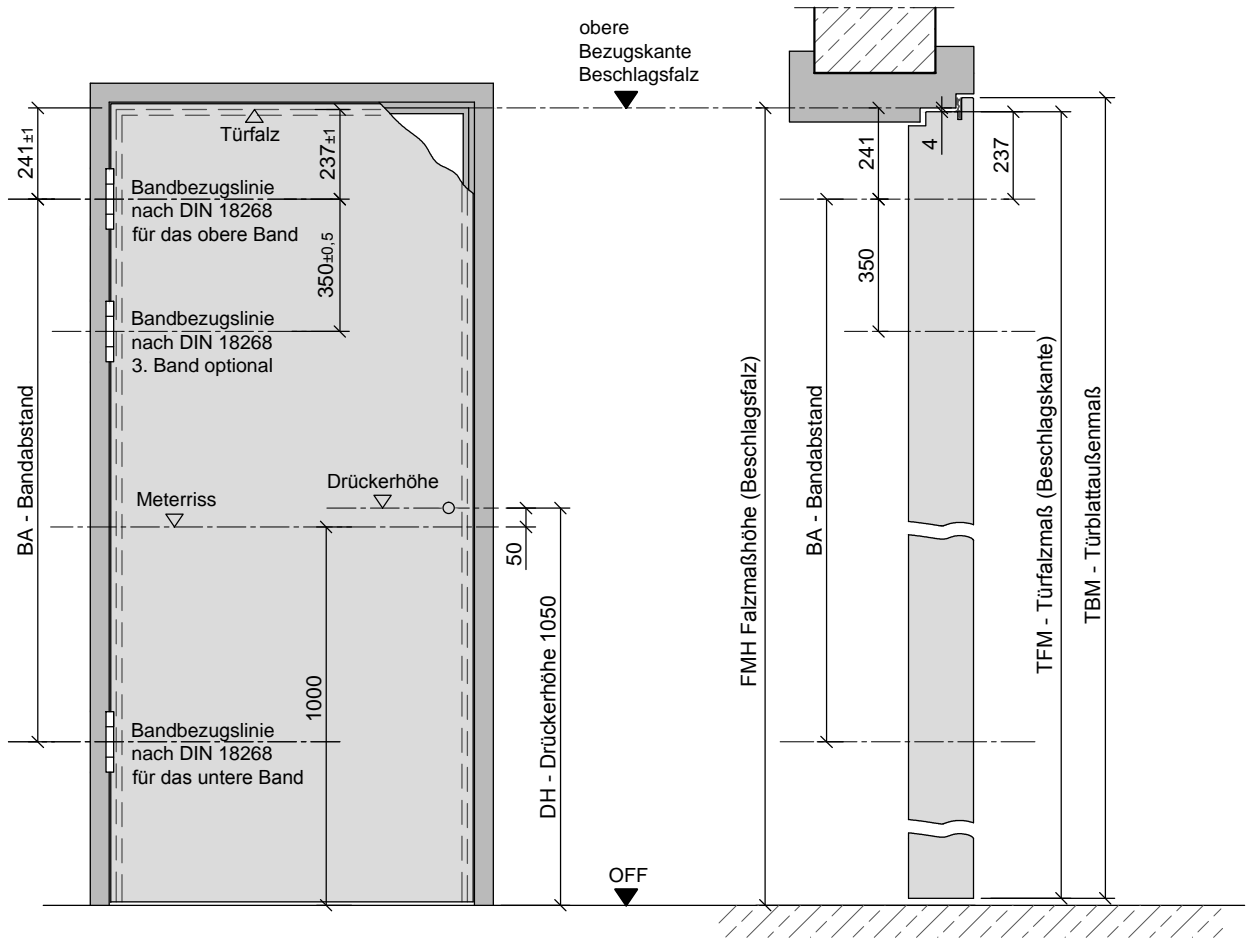 obere
Bezugskante
Beschlagsfalz
Türfalz
241±1
237±1
Bandbezugslinie
nach DIN 18268
für das obere Band
350±0,5
Bandbezugslinie
nach DIN 18268
3. Band optional
BA - Bandabstand
Meterriss
Drückerhöhe
50
1000
DH - Drückerhöhe 1050
Bandbezugslinie
nach DIN 18268
für das untere Band
OFF
241
4
237
350
FMH Falzmaßhöhe (Beschlagsfalz)
BA - Bandabstand
TFM - Türfalzmaß (Beschlagskante)
TBM - Türblattaußenmaß